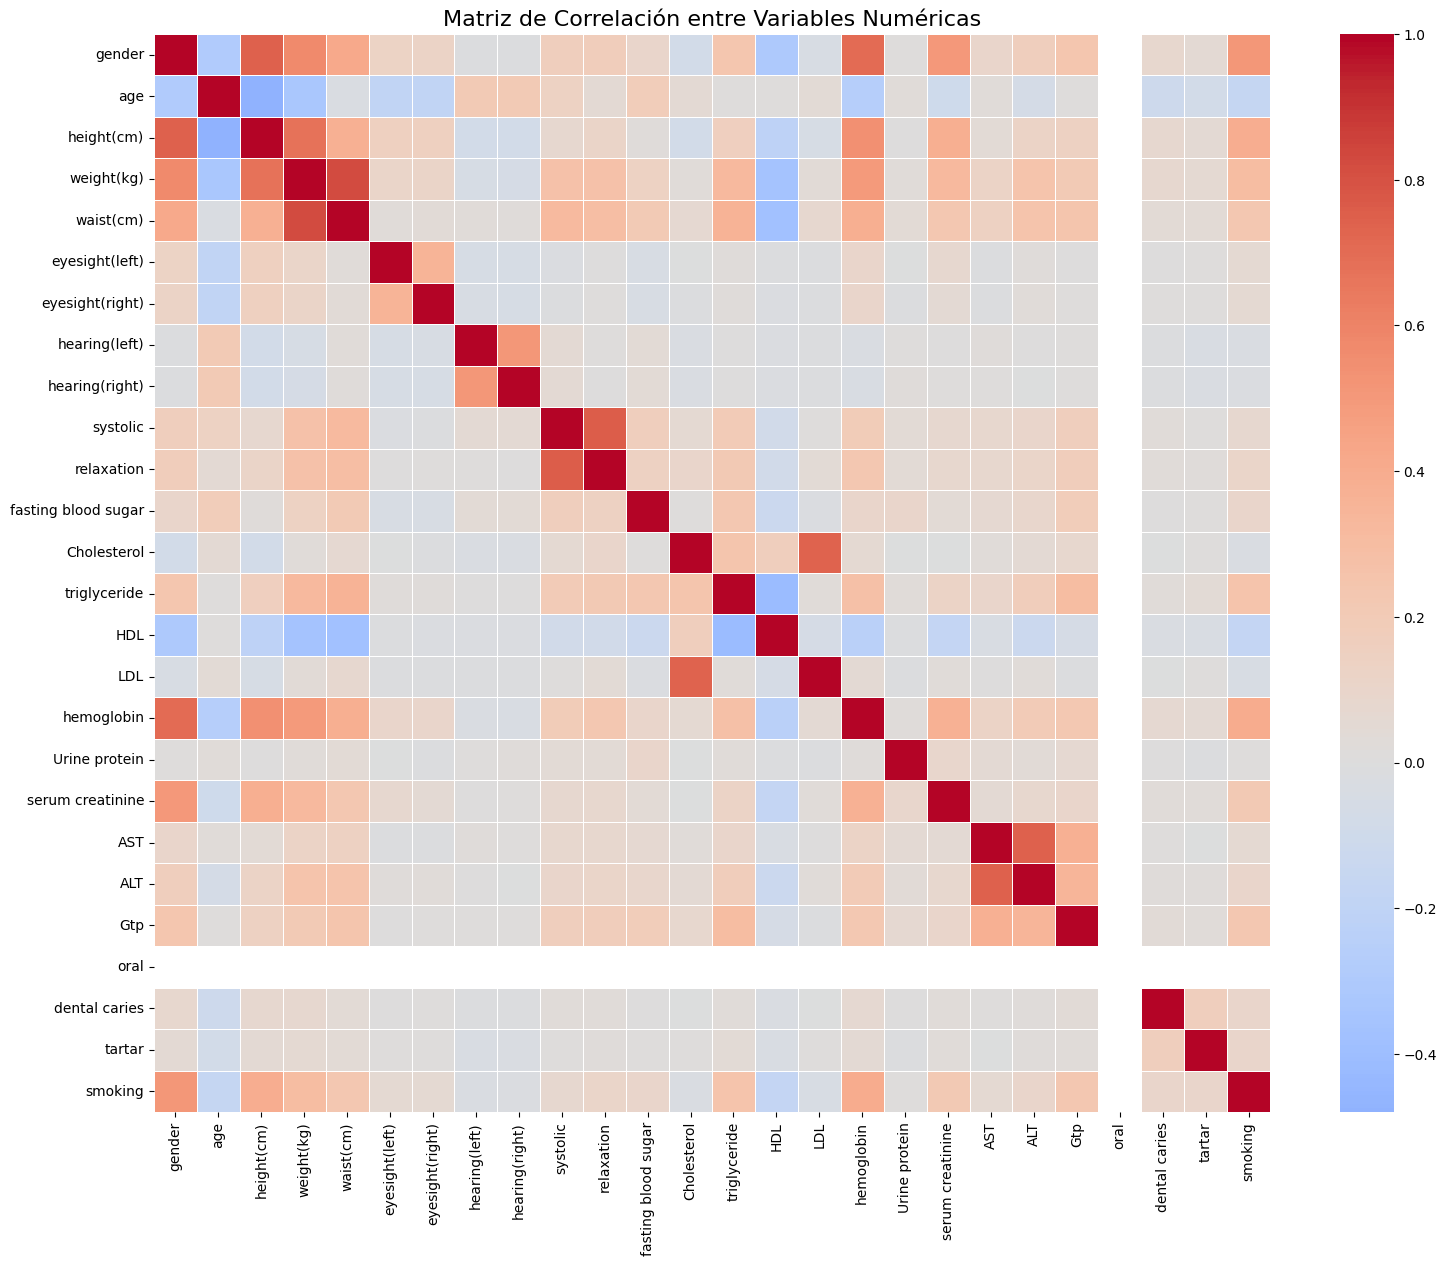 Matriz de Correlación entre Variables Numéricas
gender
age
height(cm)
weight(kg)
waist(cm)
eyesight(left)
eyesight(right)
hearing(left)
hearing(right)
systolic
relaxation
fasting blood sugar
Cholesterol
triglyceride
HDL
LDL
hemoglobin
Urine protein
serum creatinine
AST
ALT
Gtp
oral
dental caries
tartar
smoking
gender
age
height(cm)
weight(kg)
waist(cm)
eyesight(left)
eyesight(right)
hearing(left)
hearing(right)
systolic
relaxation
fasting blood sugar
Cholesterol
triglyceride
HDL
LDL
hemoglobin
Urine protein
serum creatinine
AST
ALT
Gtp
oral
dental caries
tartar
smoking
1.0
0.8
0.6
0.4
0.2
0.0
−0.2
−0.4